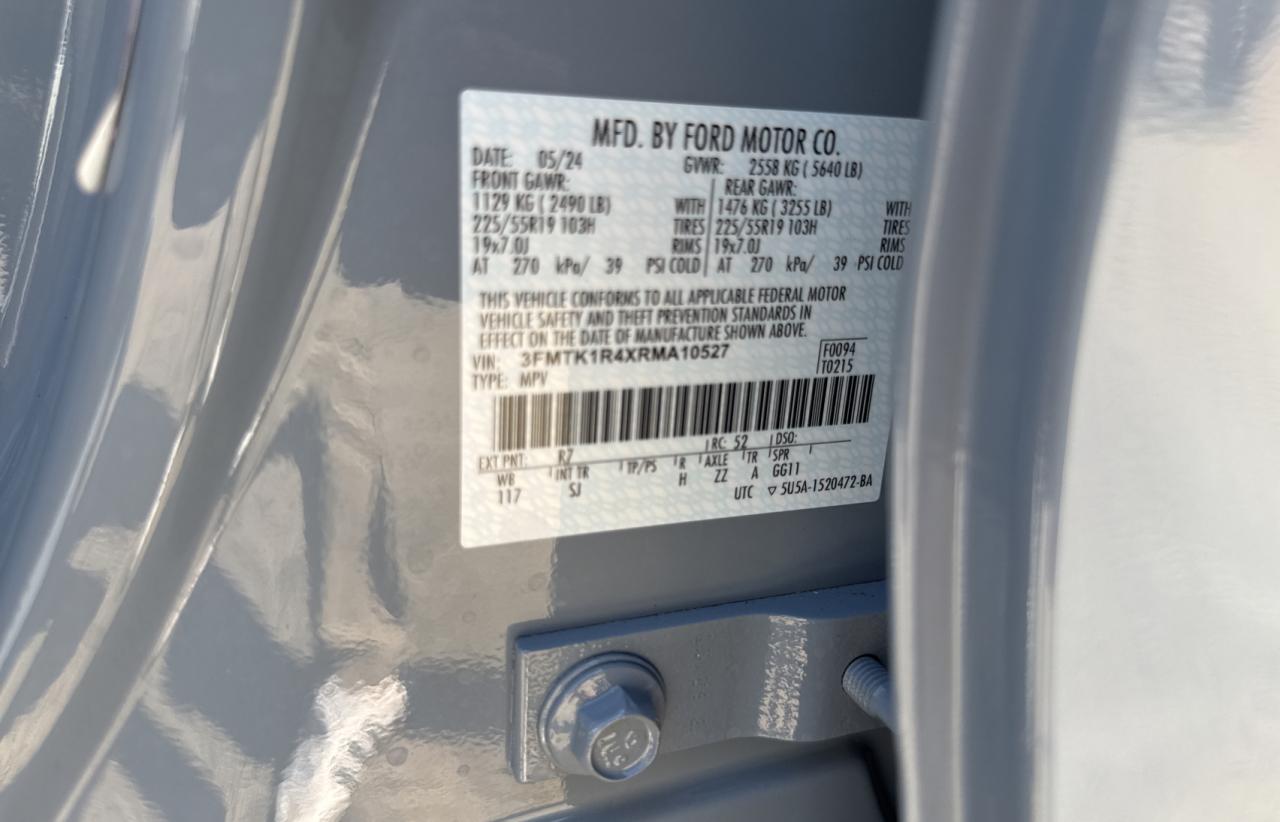 MFD. BY FORD MOTOR CO.
DATE: 05/24 GVWR: 2558 KG ( 5640 LB)
FRONT GAWR: REAR GAWR:
1129 KG ( 2490 LB) WITH 1476 KG ( 3255 LB) WITH
225/55R19 103H TIRES 225/55R19 103H TIRES
19x7.0J RIMS 19x7.0J RIMS
AT 270 kPa/ 39 PSI COLD AT 270 kPa/ 39 PSI COLD
THIS VEHICLE CONFORMS TO ALL APPLICABLE FEDERAL MOTOR
VEHICLE SAFETY AND THEFT PREVENTION STANDARDS IN
EFFECT ON THE DATE OF MANUFACTURE SHOWN ABOVE.
VIN: 3FMTK1R4XRMA10527 F0094
TYPE: MPV T0215
EXT PNT: RZ RC: 52 DSO:
WB INT TR TP/PS R AXLE TR SPR
117 SJ H ZZ A GG11
UTC ▽ 5U5A-1520472-BA